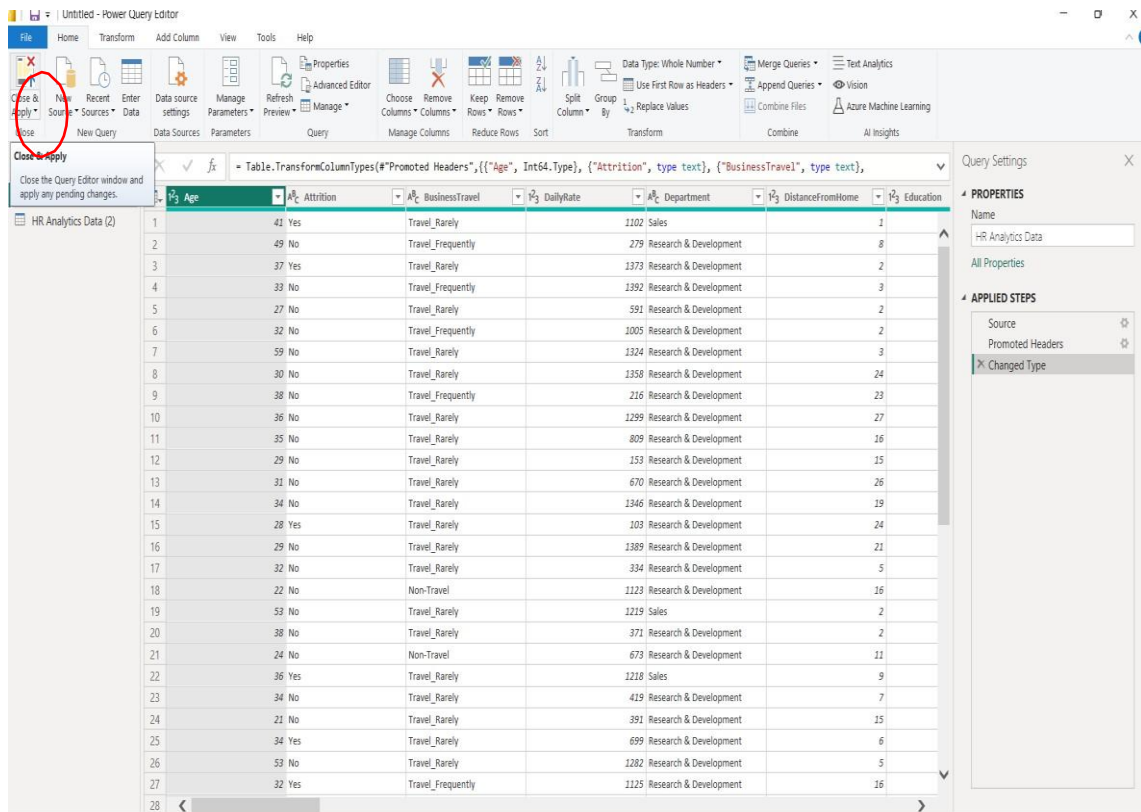 Untitled - Power Query Editor
File Home Transform Add Column View Tools Help
Close & Apply New Source Recent Sources Enter Data Data source settings Manage Parameters Refresh Preview Properties Advanced Editor Manage Choose Columns Remove Columns Keep Rows Remove Rows Split Column Group By Data Type: Whole Number Use First Row as Headers Replace Values Merge Queries Append Queries Combine Files Text Analytics Vision Azure Machine Learning
Close New Query Data Sources Parameters Query Manage Columns Reduce Rows Sort Transform Combine AI Insights
Close & Apply
Close the Query Editor window and
apply any pending changes.
HR Analytics Data (2)
fx = Table.TransformColumnTypes(#"Promoted Headers",{{"Age", Int64.Type}, {"Attrition", type text}, {"BusinessTravel", type text},
Age Attrition BusinessTravel DailyRate Department DistanceFromHome Education
1 41 Yes Travel_Rarely 1102 Sales 1
2 49 No Travel_Frequently 279 Research & Development 8
3 37 Yes Travel_Rarely 1373 Research & Development 2
4 33 No Travel_Frequently 1392 Research & Development 3
5 27 No Travel_Rarely 591 Research & Development 2
6 32 No Travel_Frequently 1005 Research & Development 2
7 59 No Travel_Rarely 1324 Research & Development 3
8 30 No Travel_Rarely 1358 Research & Development 24
9 38 No Travel_Frequently 216 Research & Development 23
10 36 No Travel_Rarely 1299 Research & Development 27
11 35 No Travel_Rarely 809 Research & Development 16
12 29 No Travel_Rarely 153 Research & Development 15
13 31 No Travel_Rarely 670 Research & Development 26
14 34 No Travel_Rarely 1346 Research & Development 19
15 28 Yes Travel_Rarely 103 Research & Development 24
16 29 No Travel_Rarely 1389 Research & Development 21
17 32 No Travel_Rarely 334 Research & Development 5
18 22 No Non-Travel 1123 Research & Development 16
19 53 No Travel_Rarely 1219 Sales 2
20 38 No Travel_Rarely 371 Research & Development 2
21 24 No Non-Travel 673 Research & Development 11
22 36 Yes Travel_Rarely 1218 Sales 9
23 34 No Travel_Rarely 419 Research & Development 7
24 21 No Travel_Rarely 391 Research & Development 15
25 34 Yes Travel_Rarely 699 Research & Development 6
26 53 No Travel_Rarely 1282 Research & Development 5
27 32 Yes Travel_Frequently 1125 Research & Development 16
28
Query Settings
PROPERTIES
Name
HR Analytics Data
All Properties
APPLIED STEPS
Source
Promoted Headers
Changed Type